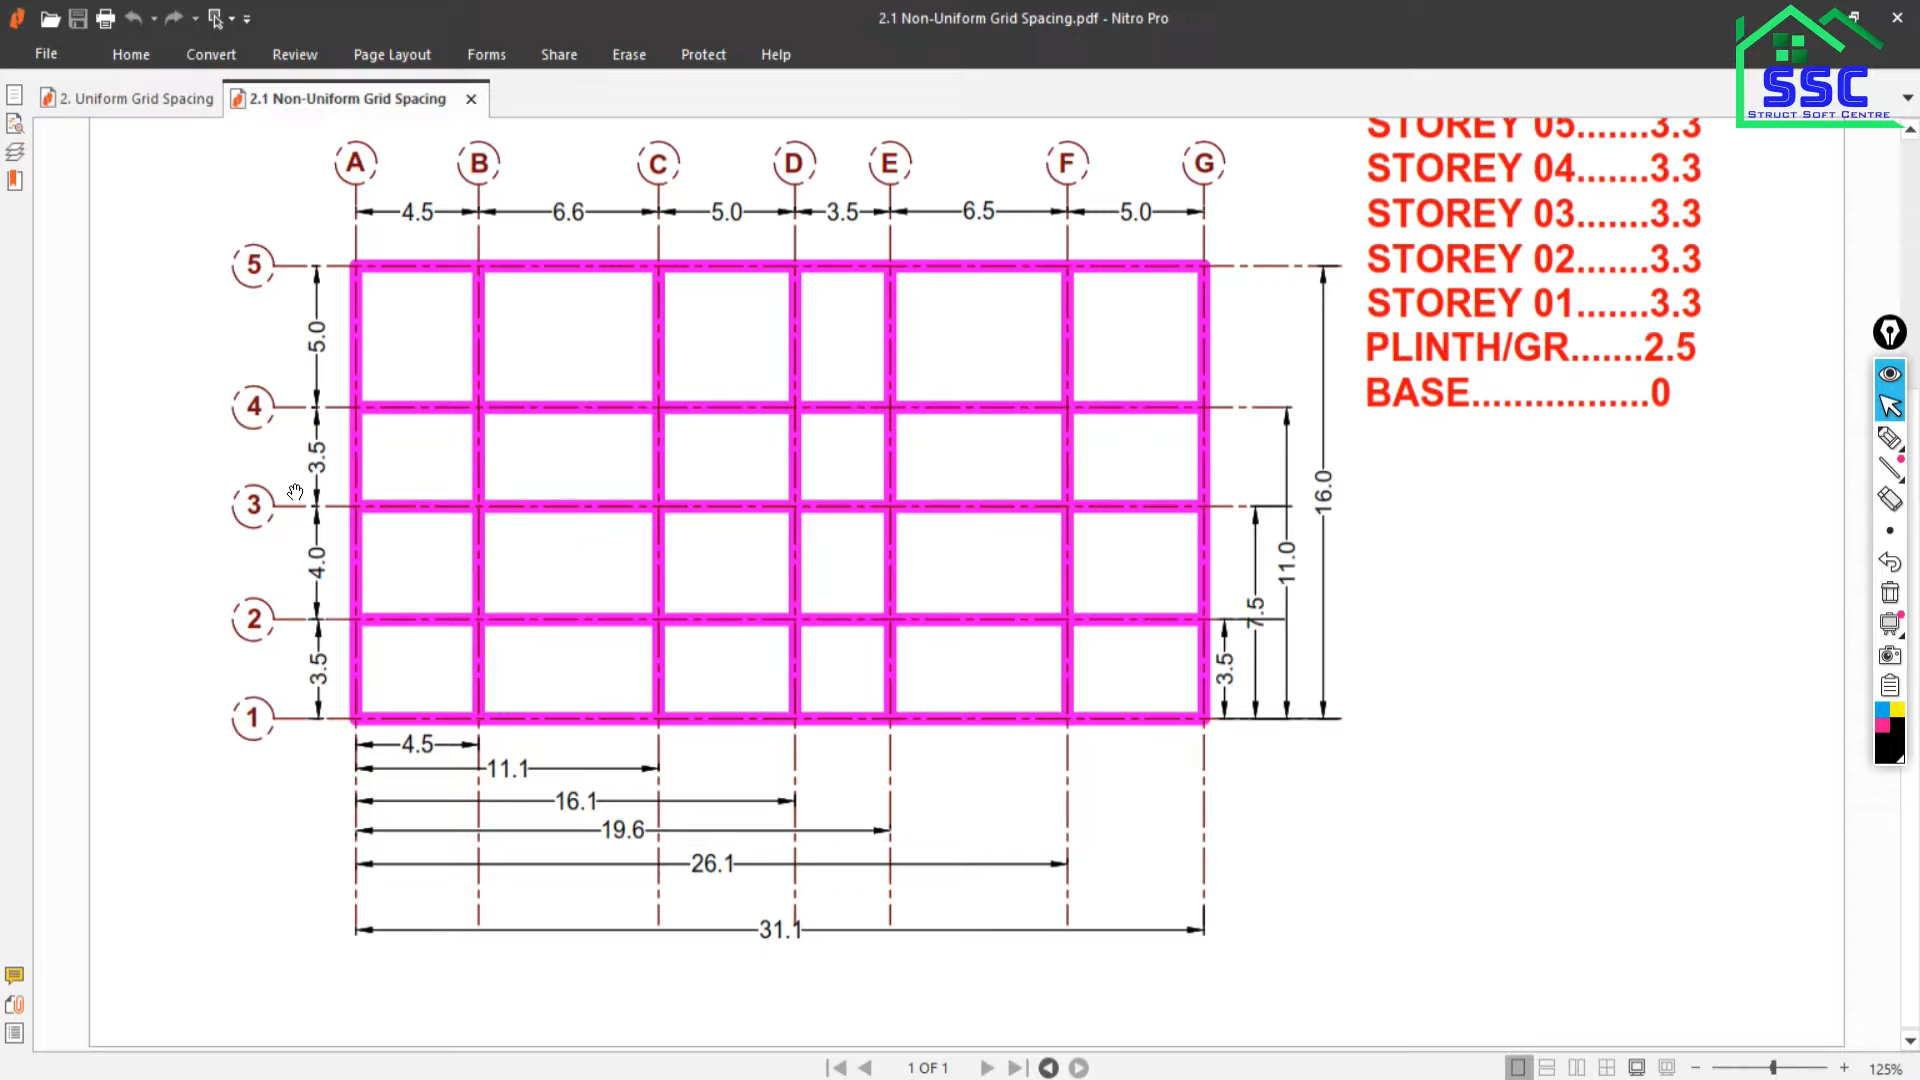 2.1 Non-Uniform Grid Spacing.pdf - Nitro Pro
File Home Convert Review Page Layout Forms Share Erase Protect Help
2. Uniform Grid Spacing
2.1 Non-Uniform Grid Spacing
SSC
STRUCT SOFT CENTRE
A B C D E F G
4.5 6.6 5.0 3.5 6.5 5.0
5
4
3
2
1
5.0
3.5
4.0
3.5
3.5
7.5
11.0
16.0
4.5
11.1
16.1
19.6
26.1
31.1
STOREY 05.......3.3
STOREY 04.......3.3
STOREY 03.......3.3
STOREY 02.......3.3
STOREY 01.......3.3
PLINTH/GR.......2.5
BASE.................0
1 OF 1
125%